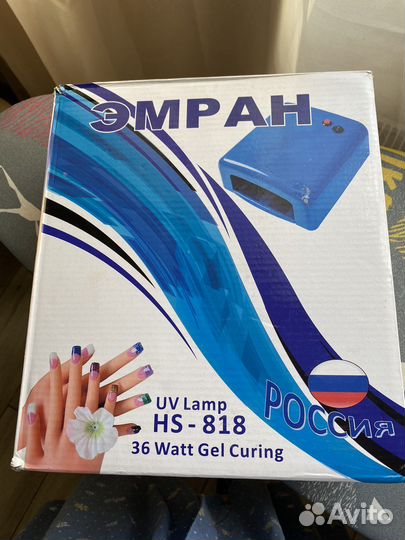 ЭМРАН
UV Lamp
HS - 818
36 Watt Gel Curing
РОССИЯ
Avito